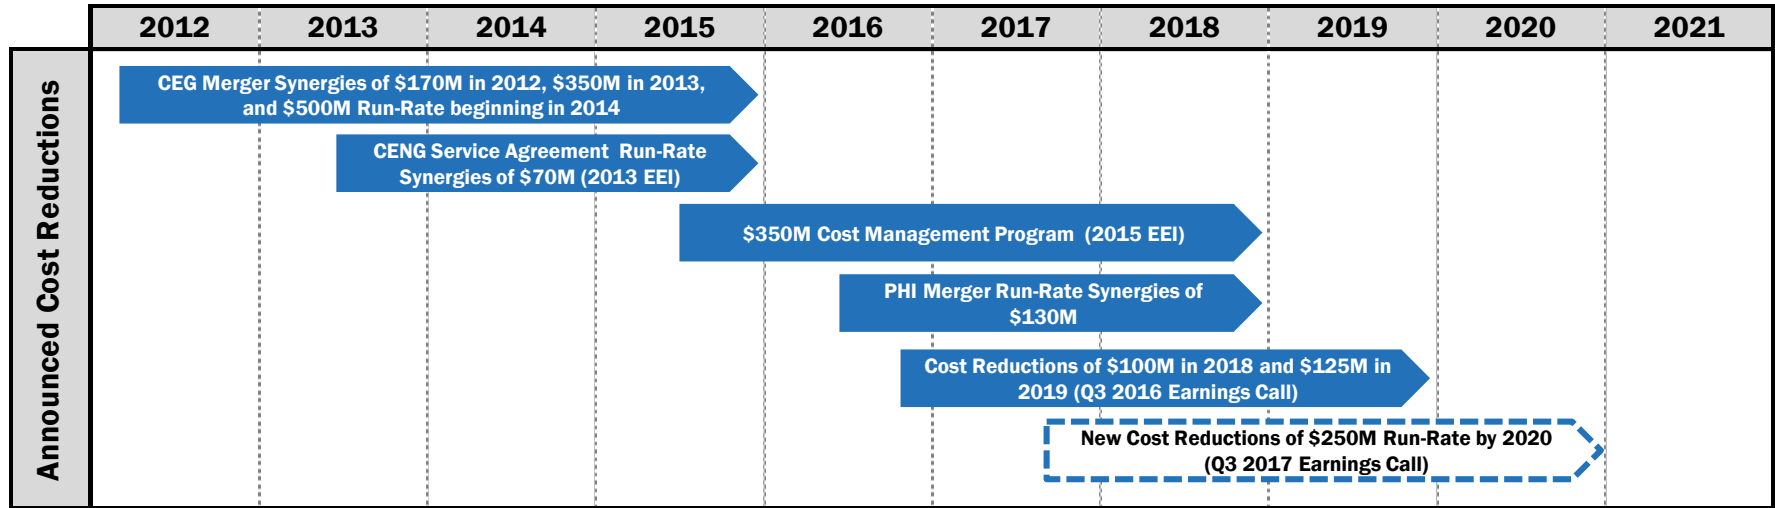 2012 2013 2014 2015 2016 2017 2018 2019 2020 2021
Announced Cost Reductions
CEG Merger Synergies of $170M in 2012, $350M in 2013,
and $500M Run-Rate beginning in 2014
CENG Service Agreement Run-Rate
Synergies of $70M (2013 EEI)
$350M Cost Management Program (2015 EEI)
PHI Merger Run-Rate Synergies of
$130M
Cost Reductions of $100M in 2018 and $125M in
2019 (Q3 2016 Earnings Call)
New Cost Reductions of $250M Run-Rate by 2020
(Q3 2017 Earnings Call)